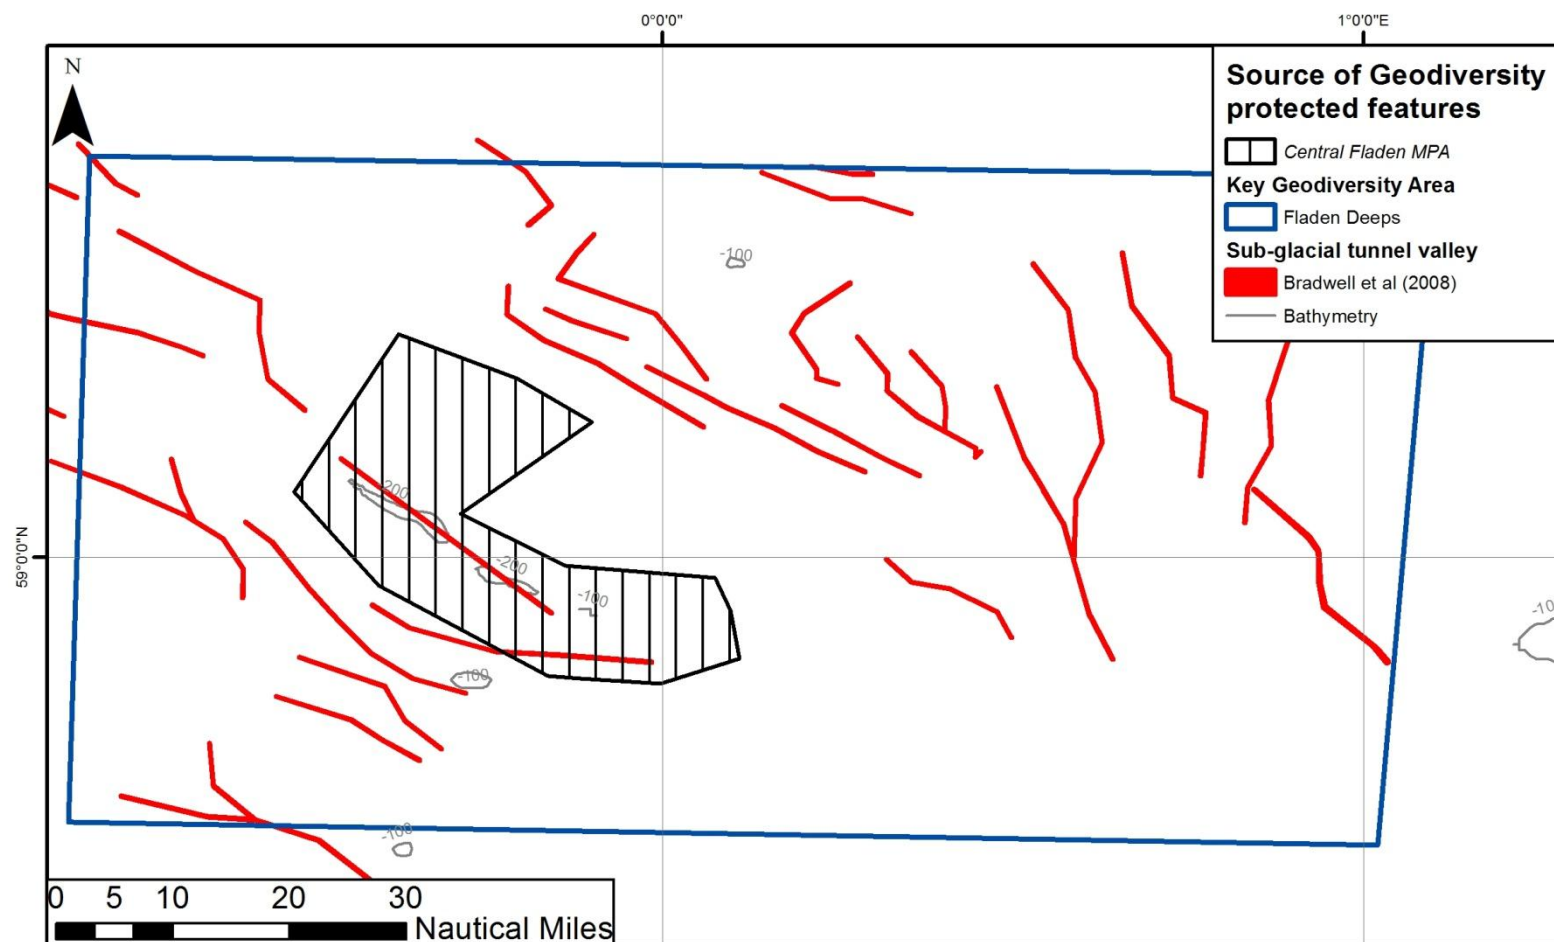 0°0'0"
1°0'0"E
N
Source of Geodiversity
protected features
Central Fladen MPA
Key Geodiversity Area
Fladen Deeps
Sub-glacial tunnel valley
Bradwell et al (2008)
Bathymetry
-100
-200
-200
-100
59°0'0"N
-100
-100
0 5 10 20 30
Nautical Miles